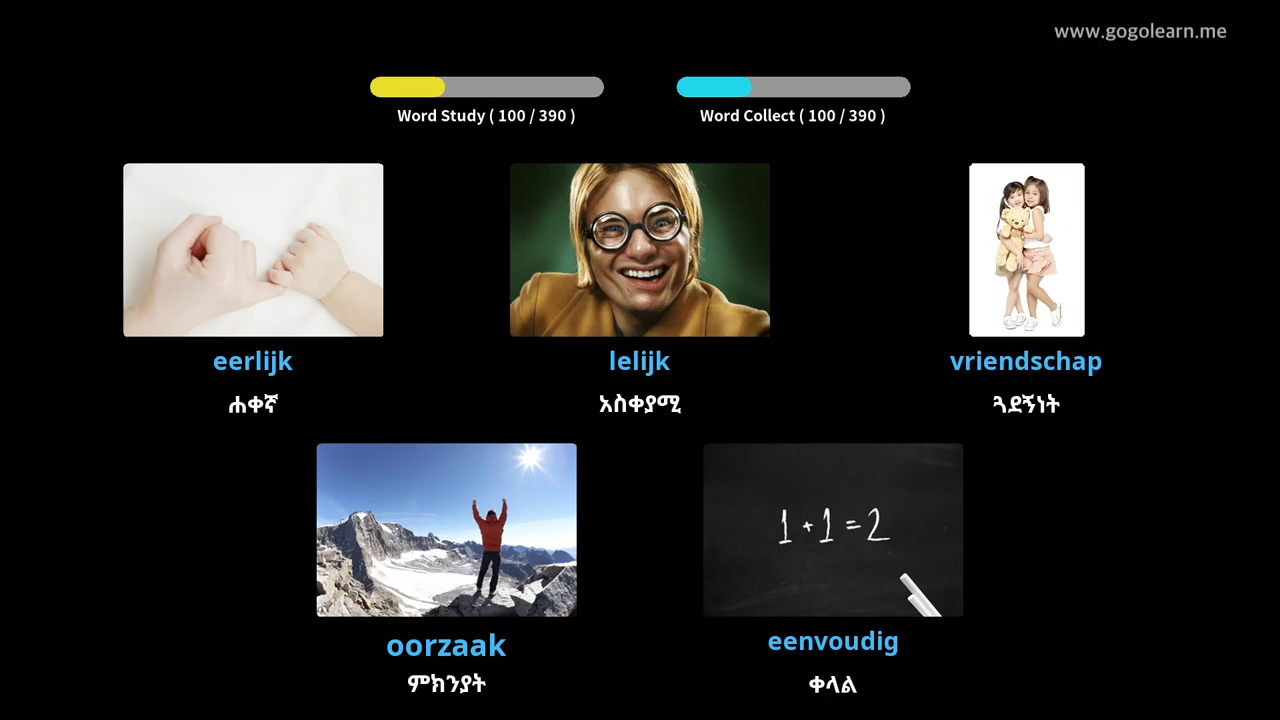 www.gogolearn.me
Word Study ( 100 / 390 )
Word Collect ( 100 / 390 )
eerlijk
ሐቀኛ
lelijk
አስቀያሚ
vriendschap
ጓደኝነት
oorzaak
ምክንያት
1 + 1 = 2
eenvoudig
ቀላል